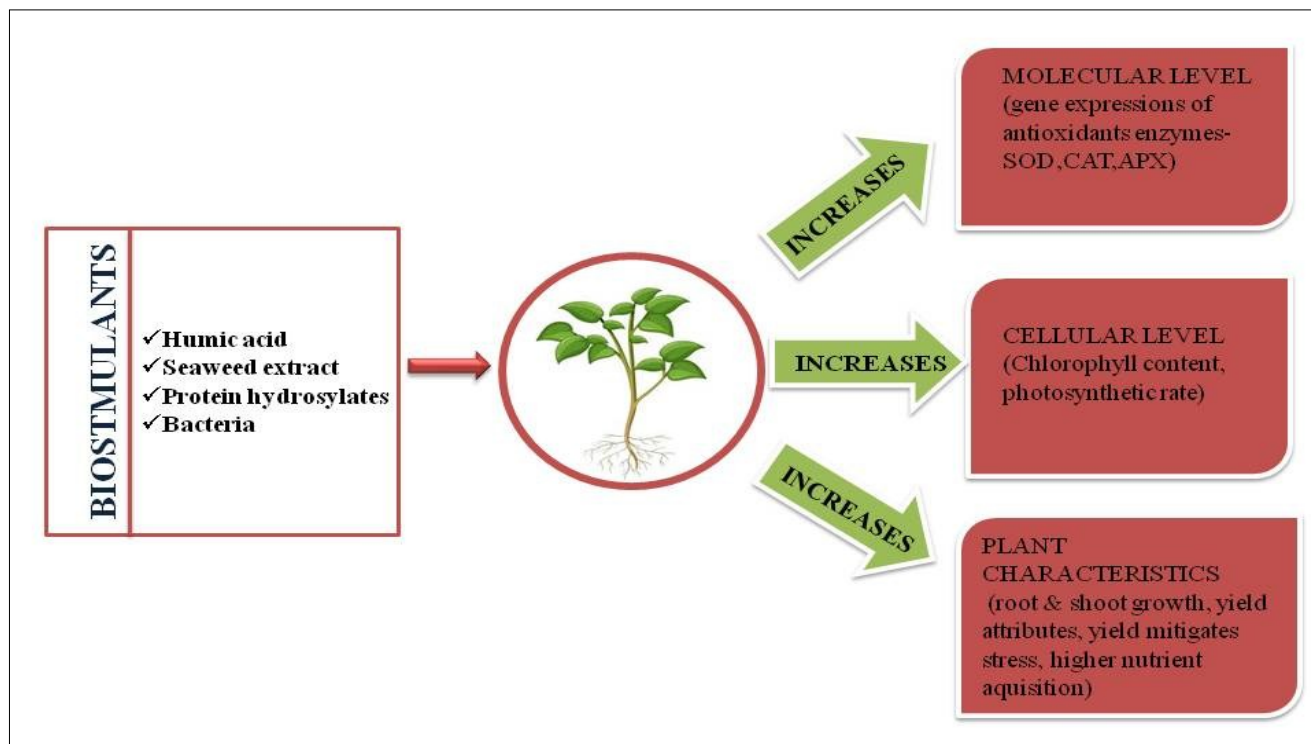 BIOSTMULANTS
✓Humic acid
✓Seaweed extract
✓Protein hydrosylates
✓Bacteria
INCREASES
MOLECULAR LEVEL
(gene expressions of
antioxidants enzymes-
SOD,CAT,APX)
INCREASES
CELLULAR LEVEL
(Chlorophyll content,
photosynthetic rate)
INCREASES
PLANT
CHARACTERISTICS
(root & shoot growth, yield
attributes, yield mitigates
stress, higher nutrient
aquisition)